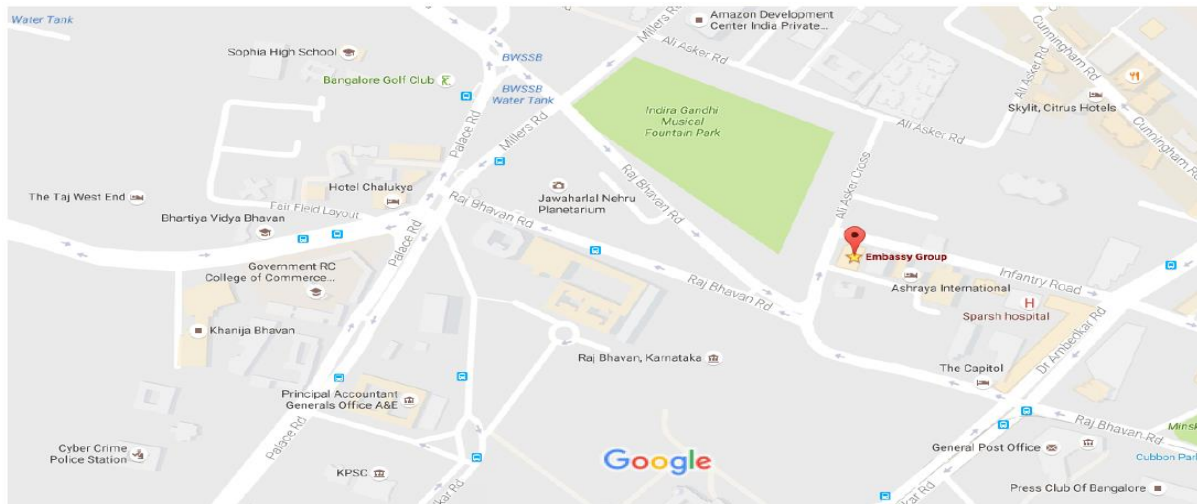 Water Tank
Sophia High School
Bangalore Golf Club
BWSSB
BWSSB
Water Tank
Millers Rd
Amazon Development
Center India Private...
Ali Asker Rd
Ali Asker Rd
Cunningham Rd
Skylit, Citrus Hotels
Cunningham Rd
Indira Gandhi
Musical
Fountain Park
Ali Asker Rd
Palace Rd
Millers Rd
The Taj West End
Hotel Chalukya
Fair Field Layout
Bhartiya Vidya Bhavan
Jawaharlal Nehru
Planetarium
Raj Bhavan Rd
Raj Bhavan Rd
Ali Asker Cross
Palace Rd
Government RC
College of Commerce...
Embassy Group
Infantry Road
Ashraya International
H
Sparsh hospital
Raj Bhavan Rd
Dr Ambedkar Rd
Khanija Bhavan
Raj Bhavan, Karnataka
The Capitol
Principal Accountant
Generals Office A&E
Palace Rd
Raj Bhavan Rd
Minsk
Cyber Crime
Police Station
KPSC
Google
General Post Office
Cubbon Park
Press Club Of Bangalore